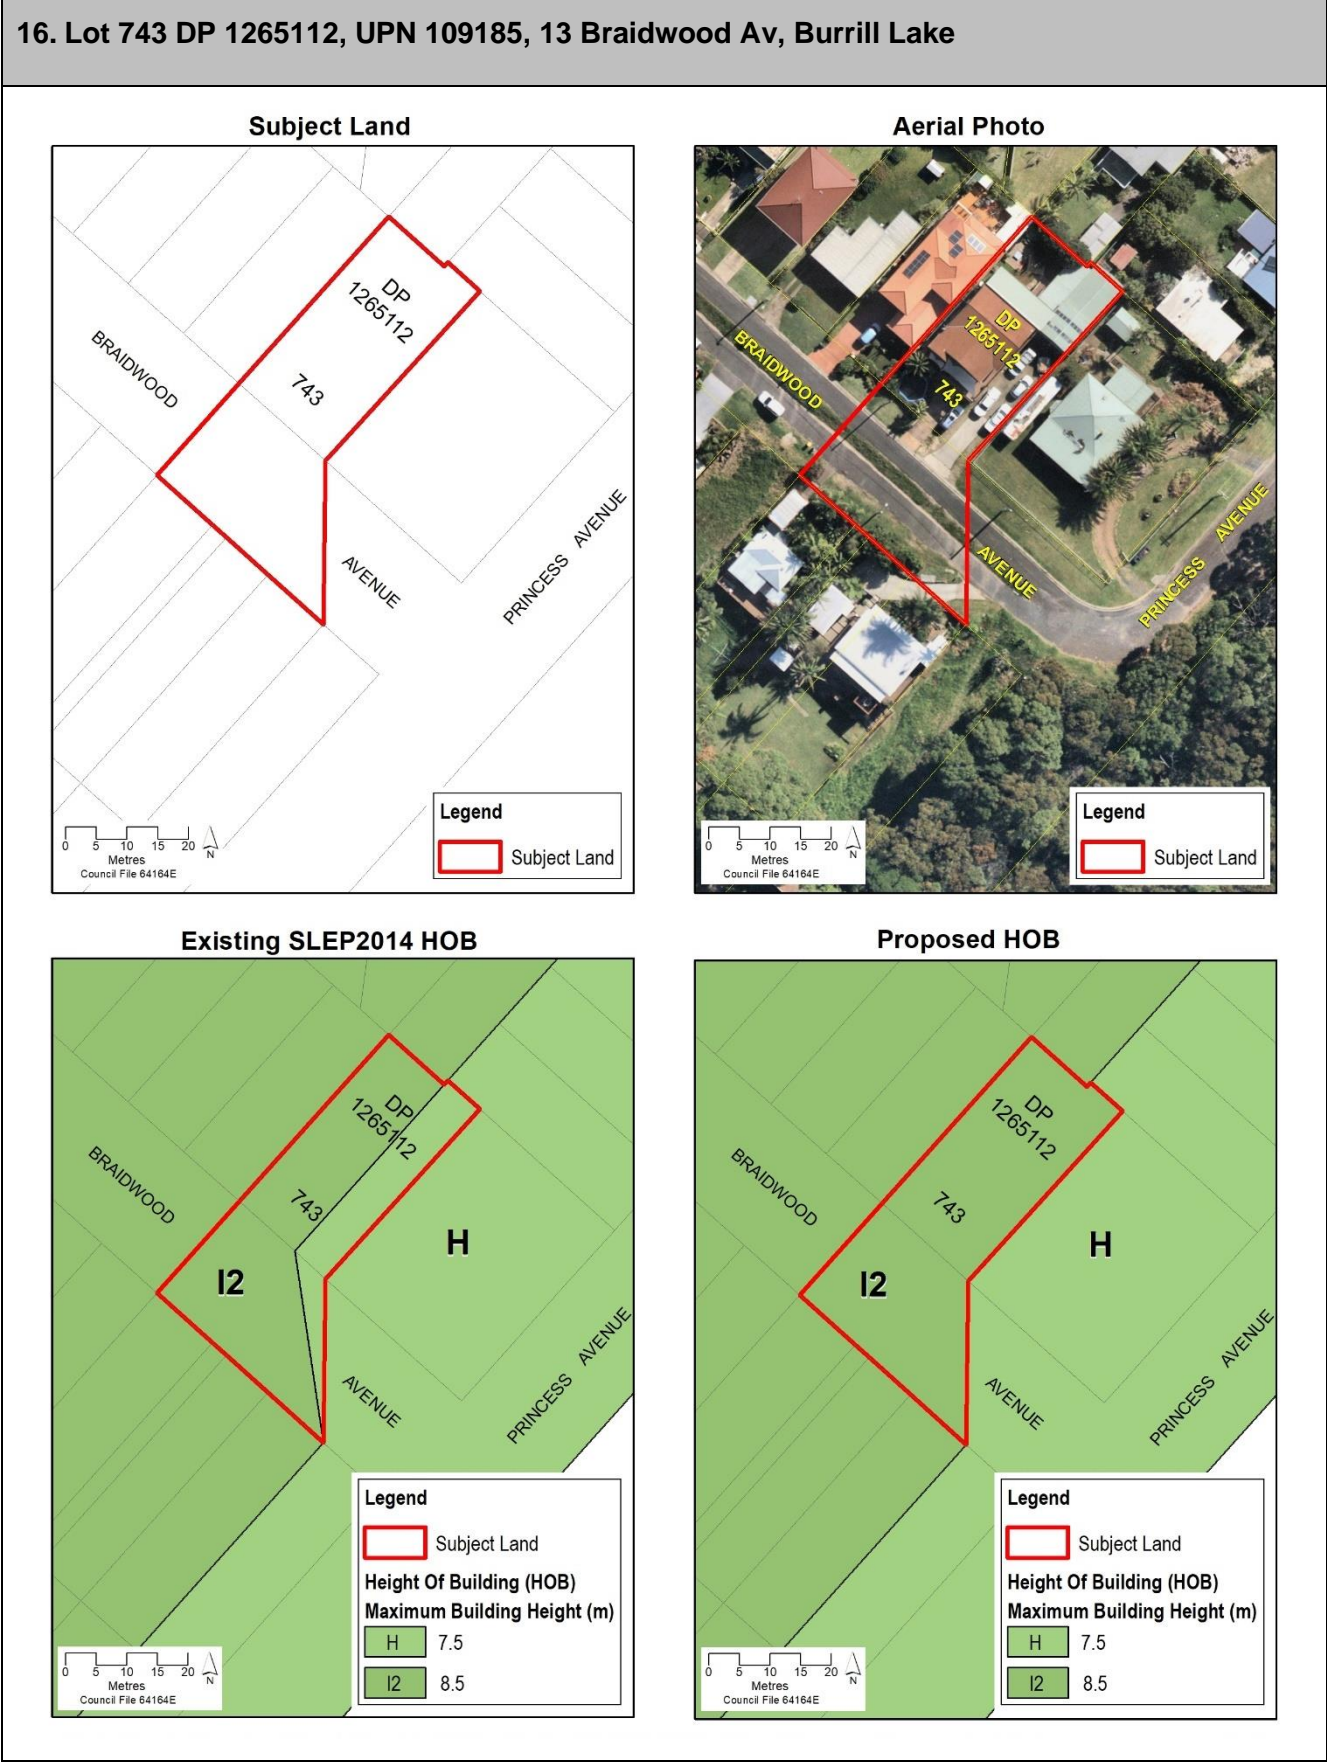 16. Lot 743 DP 1265112, UPN 109185, 13 Braidwood Av, Burrill Lake
Subject Land
DP
1265112
743
BRAIDWOOD
AVENUE
PRINCESS AVENUE
0 5 10 15 20
N
Metres
Council File 64164E
Legend
Subject Land
Aerial Photo
DP
1265112
743
BRAIDWOOD
AVENUE
PRINCESS AVENUE
0 5 10 15 20
N
Metres
Council File 64164E
Legend
Subject Land
Existing SLEP2014 HOB
DP
1265112
743
BRAIDWOOD
H
I2
AVENUE
PRINCESS AVENUE
0 5 10 15 20
N
Metres
Council File 64164E
Legend
Subject Land
Height Of Building (HOB)
Maximum Building Height (m)
H 7.5
I2 8.5
Proposed HOB
DP
1265112
743
BRAIDWOOD
H
I2
AVENUE
PRINCESS AVENUE
0 5 10 15 20
N
Metres
Council File 64164E
Legend
Subject Land
Height Of Building (HOB)
Maximum Building Height (m)
H 7.5
I2 8.5